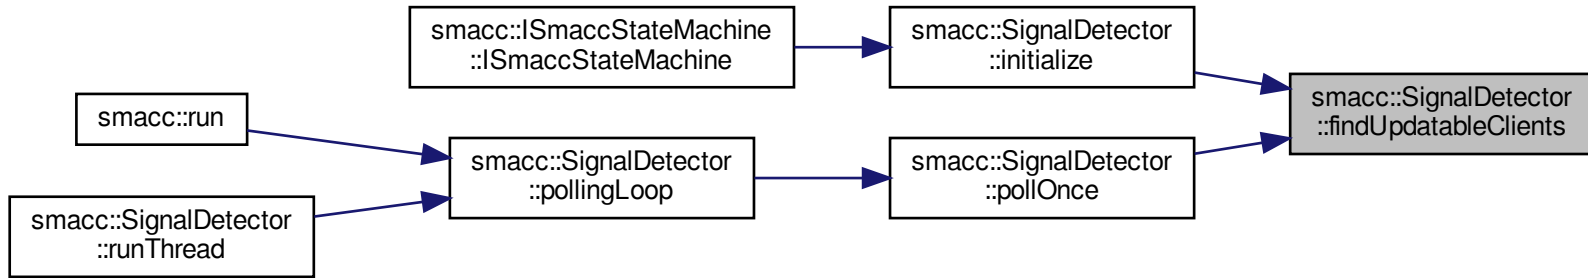 smacc::ISmaccStateMachine
::ISmaccStateMachine
smacc::SignalDetector
::initialize
smacc::SignalDetector
::findUpdatableClients
smacc::run
smacc::SignalDetector
::pollingLoop
smacc::SignalDetector
::pollOnce
smacc::SignalDetector
::runThread